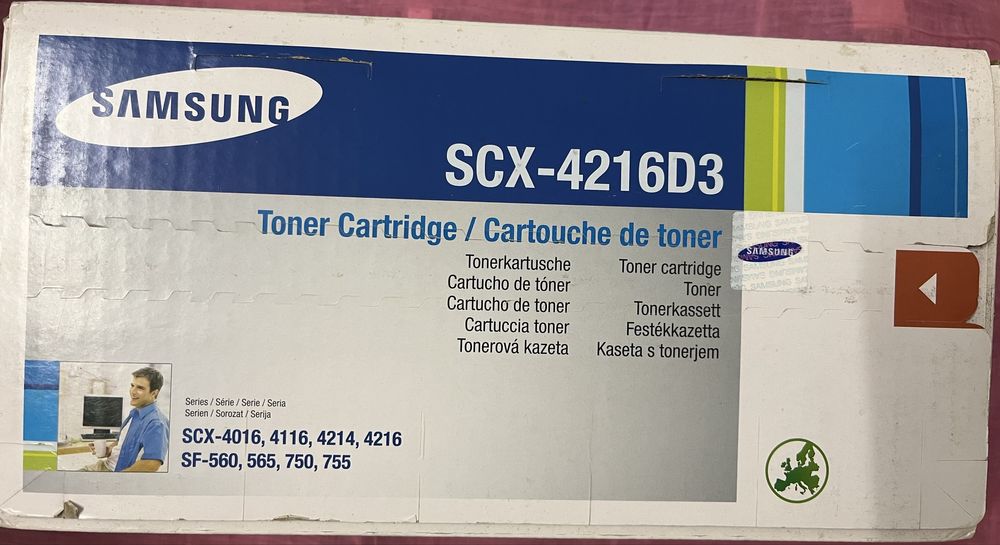 SAMSUNG
SCX-4216D3
Toner Cartridge / Cartouche de toner
SAMSUNG
Tonerkartusche
Cartucho de tóner
Cartucho de toner
Cartuccia toner
Tonerová kazeta
Toner cartridge
Toner
Tonerkassett
Festékkazetta
Kaseta s tonerjem
Series / Série / Serie / Seria
Serien / Sorozat / Serija
SCX-4016, 4116, 4214, 4216
SF-560, 565, 750, 755